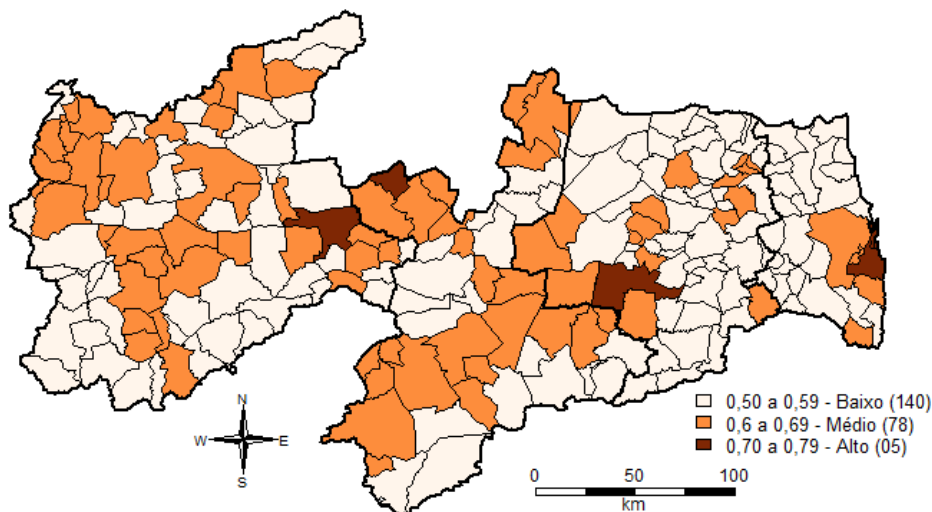 N
W E
S
0,50 a 0,59 - Baixo (140)
0,6 a 0,69 - Médio (78)
0,70 a 0,79 - Alto (05)
0 50 100
km